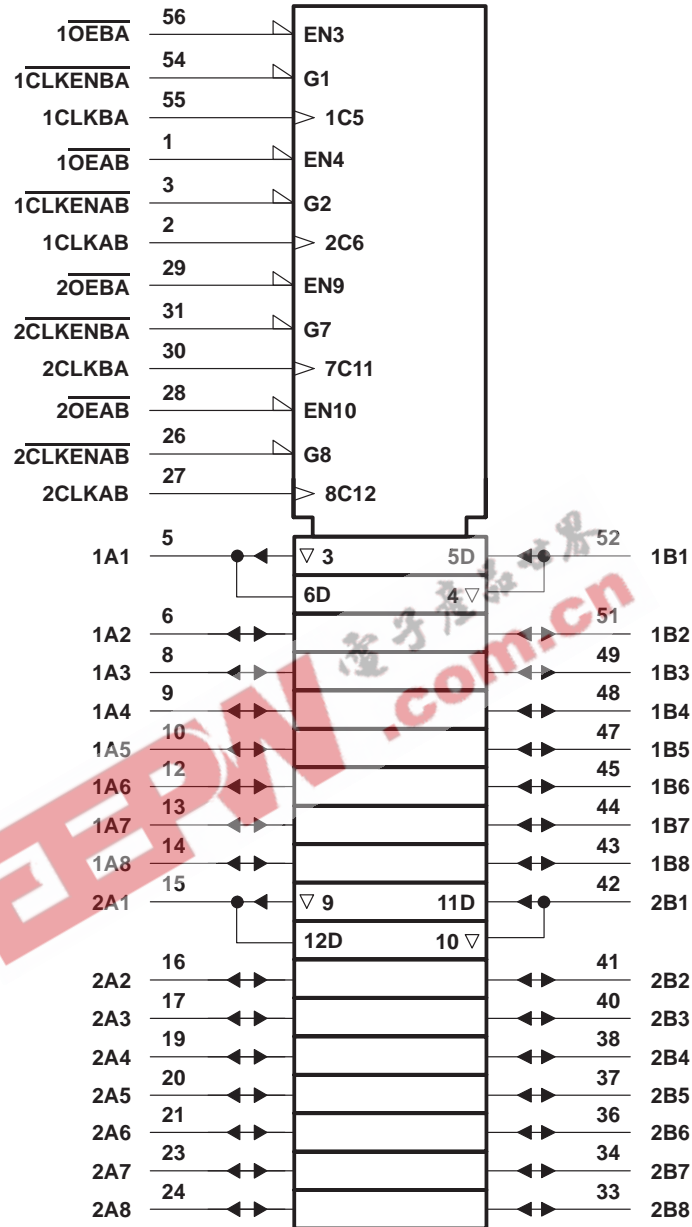 1OEBA 56 EN3
1CLKENBA 54 G1
1CLKBA 55 1C5
1OEAB 1 EN4
1CLKENAB 3 G2
1CLKAB 2 2C6
2OEBA 29 EN9
2CLKENBA 31 G7
2CLKBA 30 7C11
2OEAB 28 EN10
2CLKENAB 26 G8
2CLKAB 27 8C12
1A1 5 ▽ 3 5D 52 1B1
6D 4 ▽
1A2 6 51 1B2
1A3 8 49 1B3
1A4 9 48 1B4
1A5 10 47 1B5
1A6 12 45 1B6
1A7 13 44 1B7
1A8 14 43 1B8
2A1 15 ▽ 9 11D 42 2B1
12D 10 ▽
2A2 16 41 2B2
2A3 17 40 2B3
2A4 19 38 2B4
2A5 20 37 2B5
2A6 21 36 2B6
2A7 23 34 2B7
2A8 24 33 2B8
EEPW.com.cn
電子產品世界